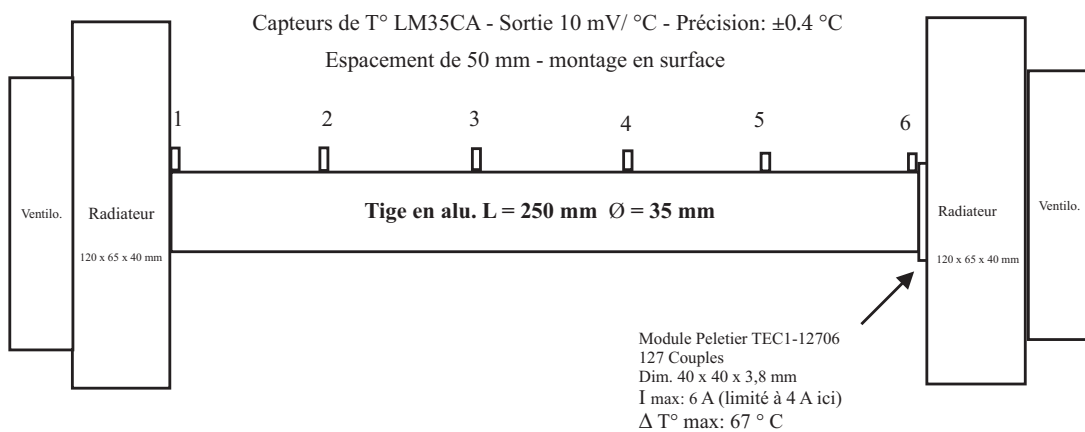 Capteurs de T° LM35CA - Sortie 10 mV/ °C - Précision: ±0.4 °C
Espacement de 50 mm - montage en surface
1
2
3
4
5
6
Ventilo.
Radiateur
120 x 65 x 40 mm
Tige en alu. L = 250 mm Ø = 35 mm
Radiateur
120 x 65 x 40 mm
Ventilo.
Module Peletier TEC1-12706
127 Couples
Dim. 40 x 40 x 3,8 mm
I max: 6 A (limité à 4 A ici)
Δ T° max: 67 ° C